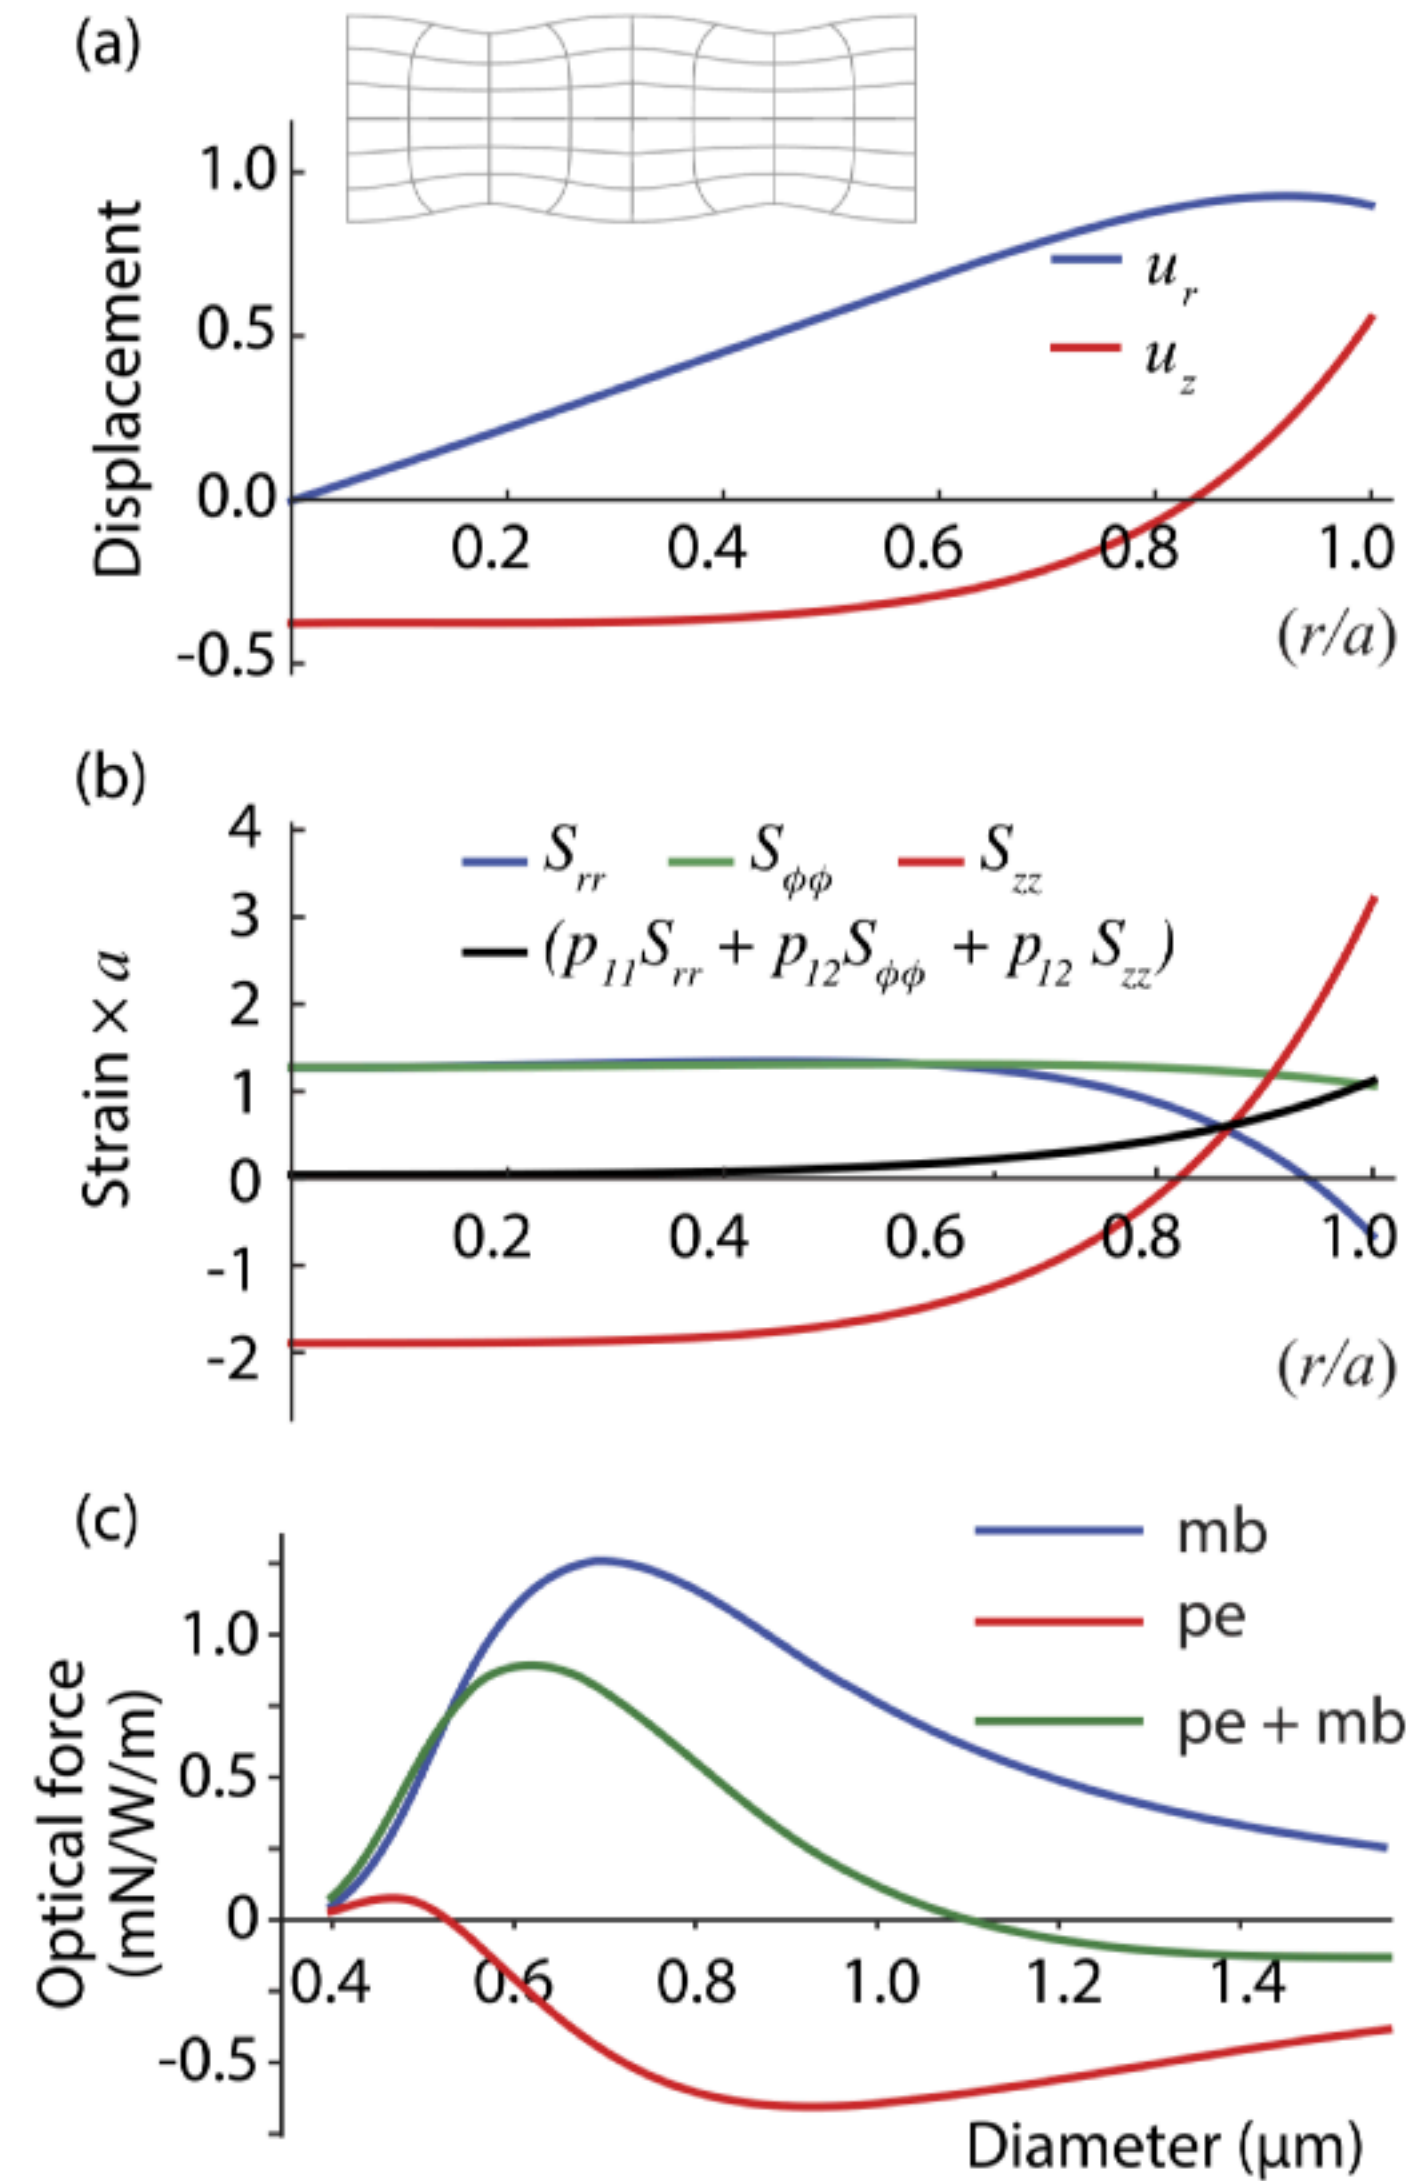 (a)
Displacement
1.0
0.5
0.0
-0.5
u_r
u_z
0.2 0.4 0.6 0.8 1.0
(r/a)
(b)
Strain × a
4
3
2
1
0
-1
-2
S_rr S_ϕϕ S_zz
(p_11 S_rr + p_12 S_ϕϕ + p_12 S_zz)
0.2 0.4 0.6 0.8 1.0
(r/a)
(c)
Optical force
(mN/W/m)
1.0
0.5
0
-0.5
mb
pe
pe + mb
0.4 0.6 0.8 1.0 1.2 1.4
Diameter (μm)